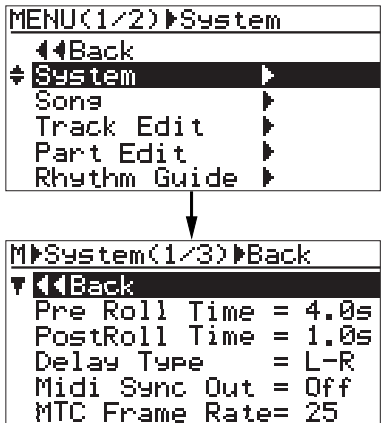 MENU(1/2)▶System
◀◀Back
System ▶
Song ▶
Track Edit ▶
Part Edit ▶
Rhythm Guide ▶
M▶System(1/3)▶Back
◀◀Back
Pre Roll Time = 4.0s
PostRoll Time = 1.0s
Delay Type = L-R
Midi Sync Out = Off
MTC Frame Rate= 25